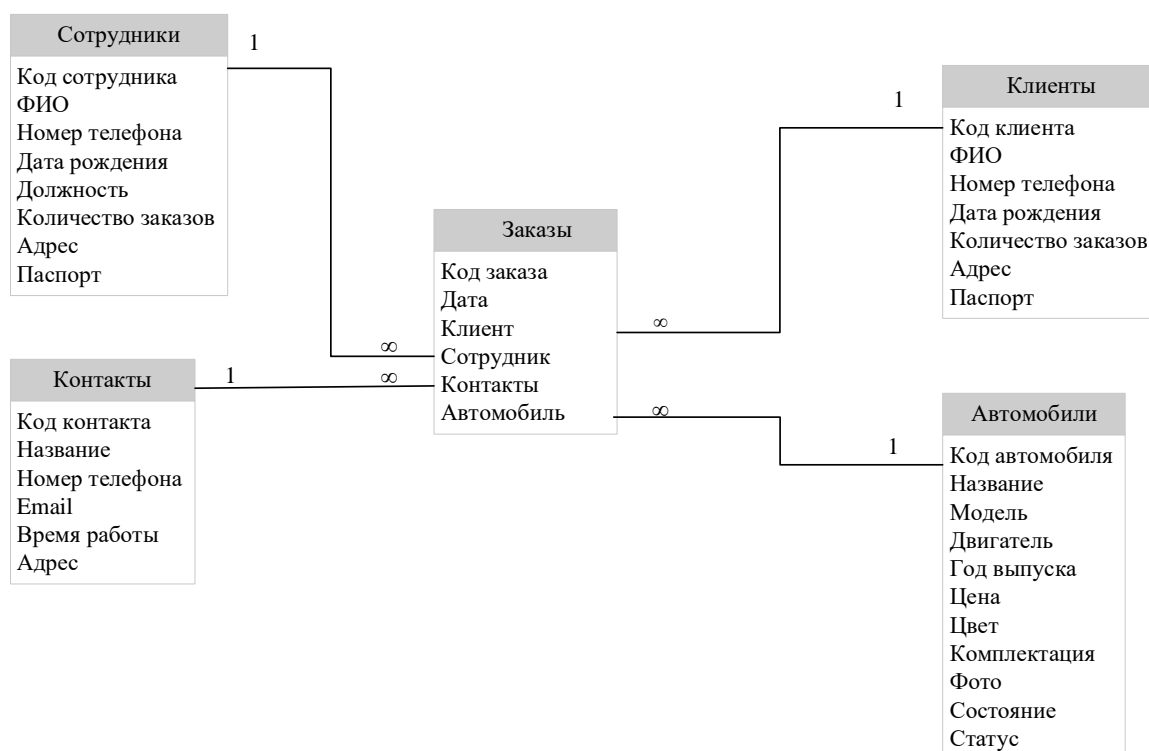 Сотрудники
1
Код сотрудника
ФИО
Номер телефона
Дата рождения
Должность
Количество заказов
Адрес
Паспорт
∞
Контакты
1
∞
Код контакта
Название
Номер телефона
Email
Время работы
Адрес
Заказы
Код заказа
Дата
Клиент
Сотрудник
Контакты
Автомобиль
∞
∞
1
Клиенты
Код клиента
ФИО
Номер телефона
Дата рождения
Количество заказов
Адрес
Паспорт
1
Автомобили
Код автомобиля
Название
Модель
Двигатель
Год выпуска
Цена
Цвет
Комплектация
Фото
Состояние
Статус